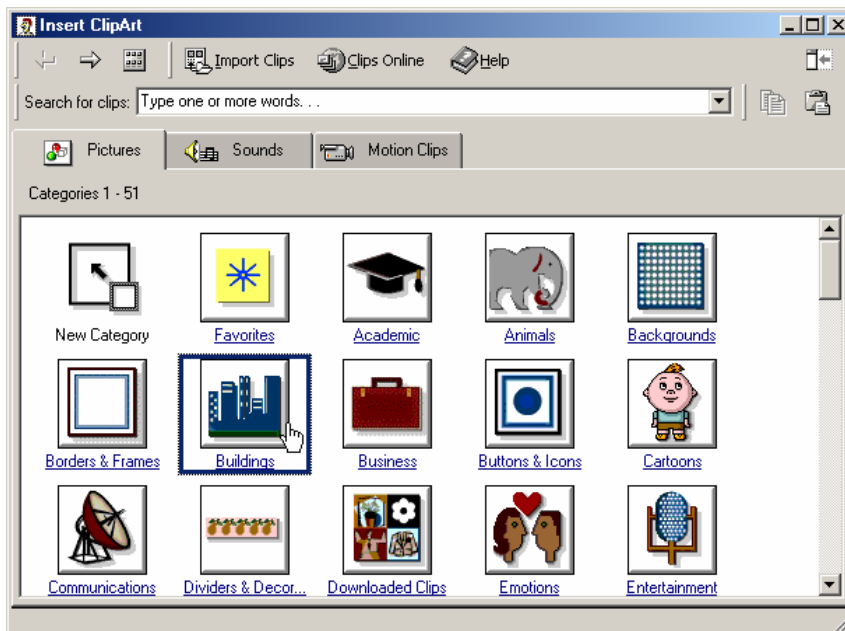 Insert ClipArt
Import Clips Clips Online Help
Search for clips: Type one or more words. . .
Pictures Sounds Motion Clips
Categories 1 - 51
New Category Favorites Academic Animals Backgrounds
Borders & Frames Buildings Business Buttons & Icons Cartoons
Communications Dividers & Decor... Downloaded Clips Emotions Entertainment